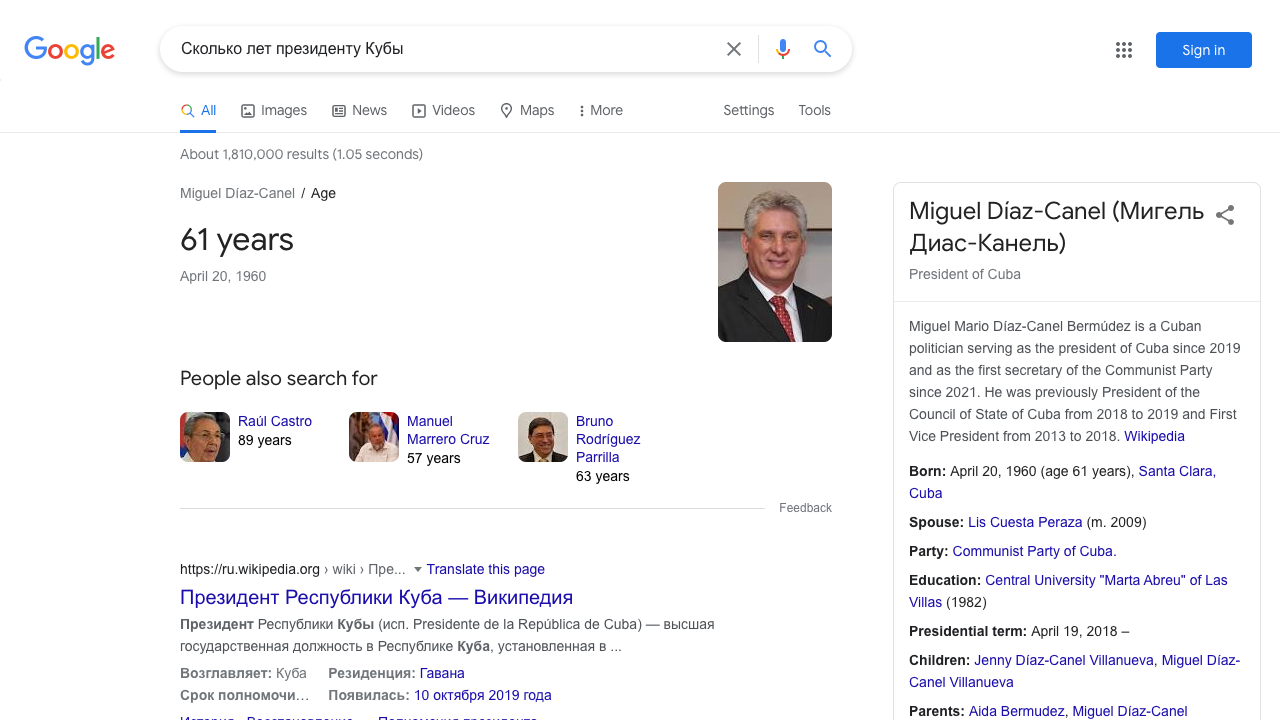 Google
Сколько лет президенту Кубы
Sign in
All
Images
News
Videos
Maps
More
Settings
Tools
About 1,810,000 results (1.05 seconds)
Miguel Díaz-Canel / Age
61 years
April 20, 1960
People also search for
Raúl Castro
89 years
Manuel
Marrero Cruz
57 years
Bruno
Rodríguez
Parrilla
63 years
Feedback
https://ru.wikipedia.org › wiki › Пре... Translate this page
Президент Республики Куба — Википедия
Президент Республики Кубы (исп. Presidente de la República de Cuba) — высшая
государственная должность в Республике Куба, установленная в ...
Возглавляет: Куба Резиденция: Гавана
Срок полномочи… Появилась: 10 октября 2019 года
История · Восстановление ... · Полномочия президента
Miguel Díaz-Canel (Мигель
Диас-Канель)
President of Cuba
Miguel Mario Díaz-Canel Bermúdez is a Cuban
politician serving as the president of Cuba since 2019
and as the first secretary of the Communist Party
since 2021. He was previously President of the
Council of State of Cuba from 2018 to 2019 and First
Vice President from 2013 to 2018. Wikipedia
Born: April 20, 1960 (age 61 years), Santa Clara,
Cuba
Spouse: Lis Cuesta Peraza (m. 2009)
Party: Communist Party of Cuba.
Education: Central University "Marta Abreu" of Las
Villas (1982)
Presidential term: April 19, 2018 –
Children: Jenny Díaz-Canel Villanueva, Miguel Díaz-
Canel Villanueva
Parents: Aida Bermudez, Miguel Díaz-Canel